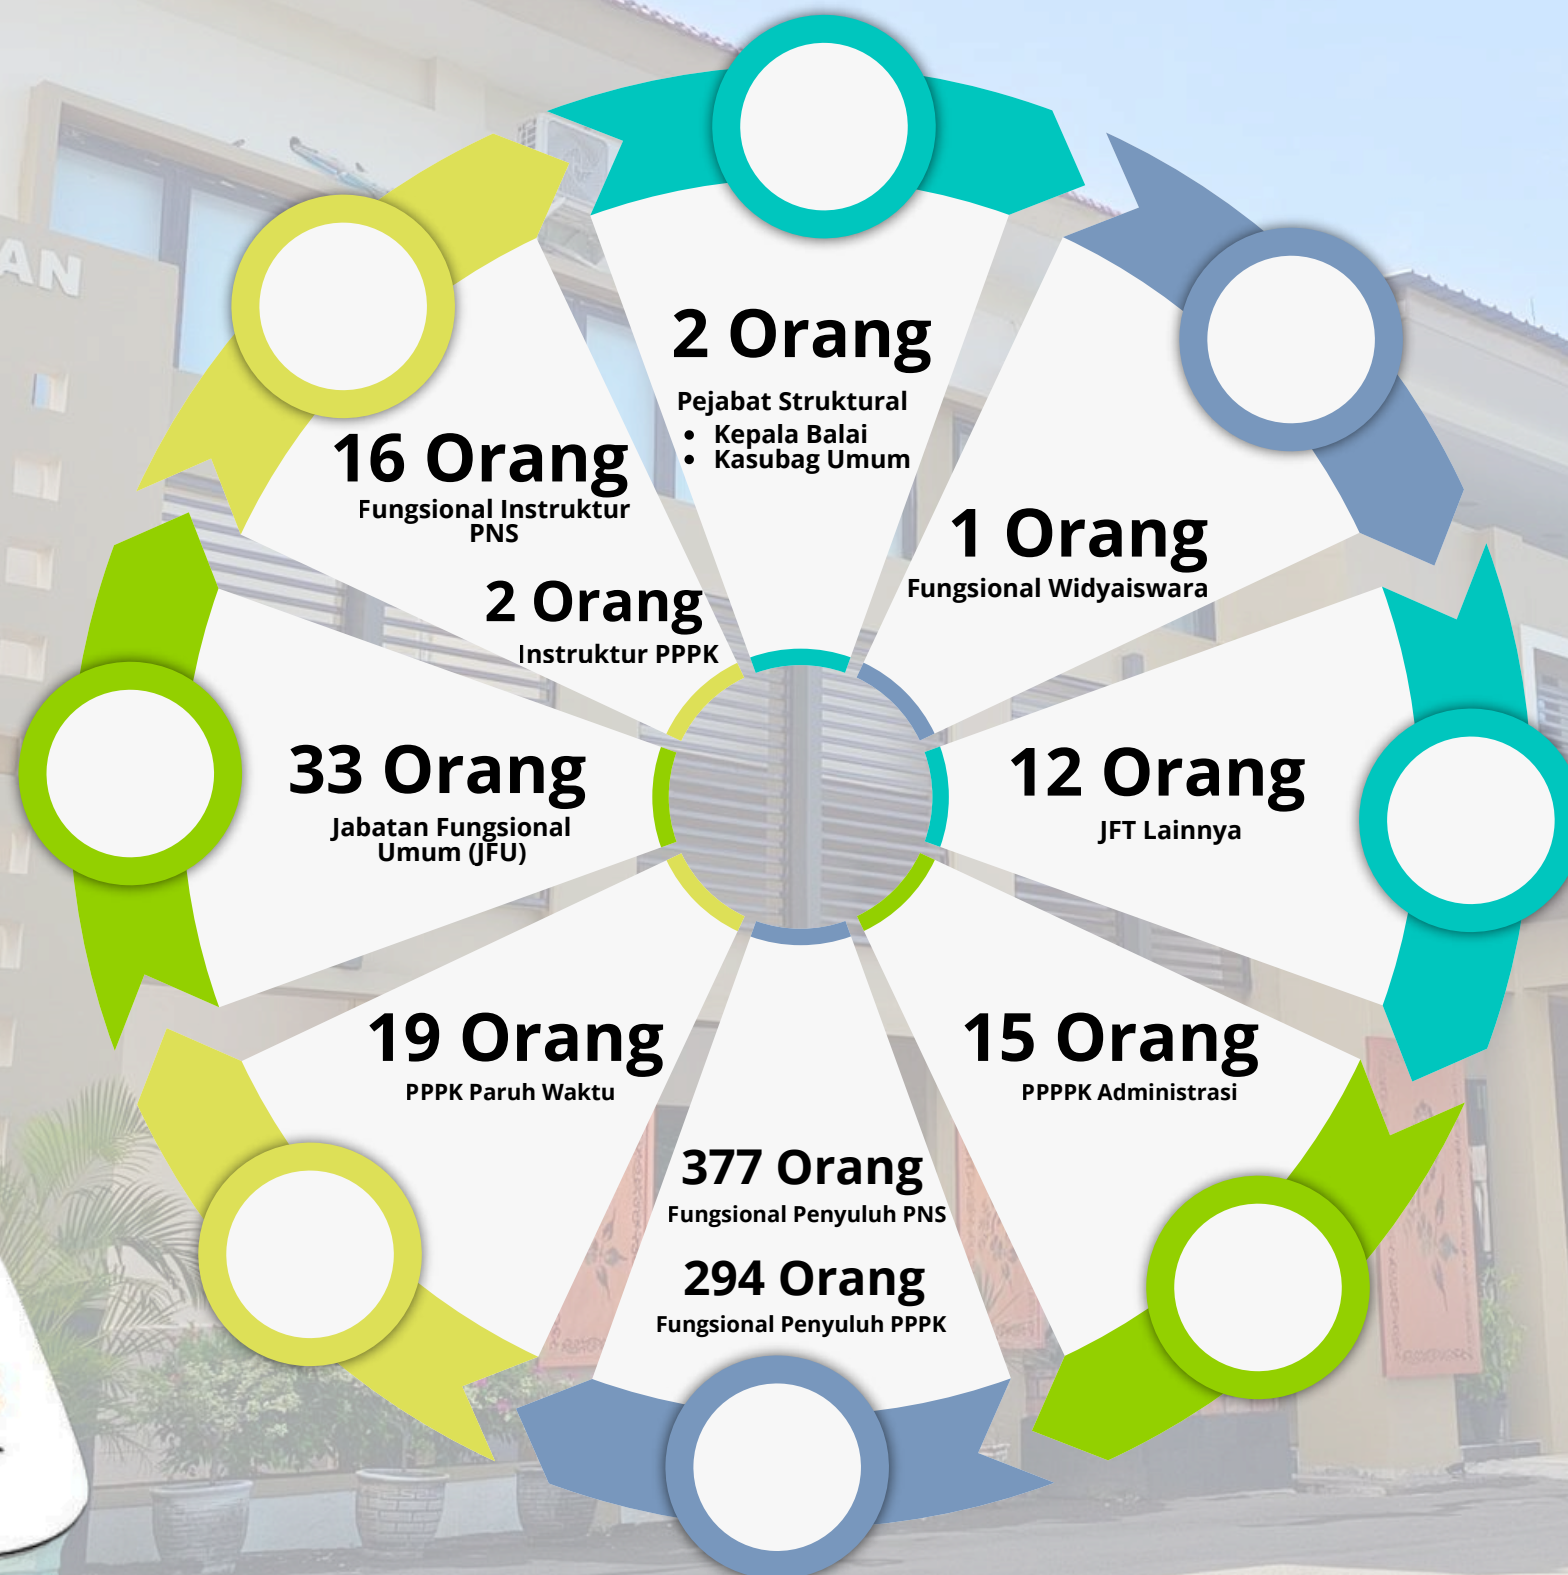 AN
2 Orang
Pejabat Struktural
• Kepala Balai
• Kasubag Umum
1 Orang
Fungsional Widyaiswara
12 Orang
JFT Lainnya
15 Orang
PPPPK Administrasi
377 Orang
Fungsional Penyuluh PNS
294 Orang
Fungsional Penyuluh PPPK
19 Orang
PPPK Paruh Waktu
33 Orang
Jabatan Fungsional
Umum (JFU)
16 Orang
Fungsional Instruktur
PNS
2 Orang
Instruktur PPPK